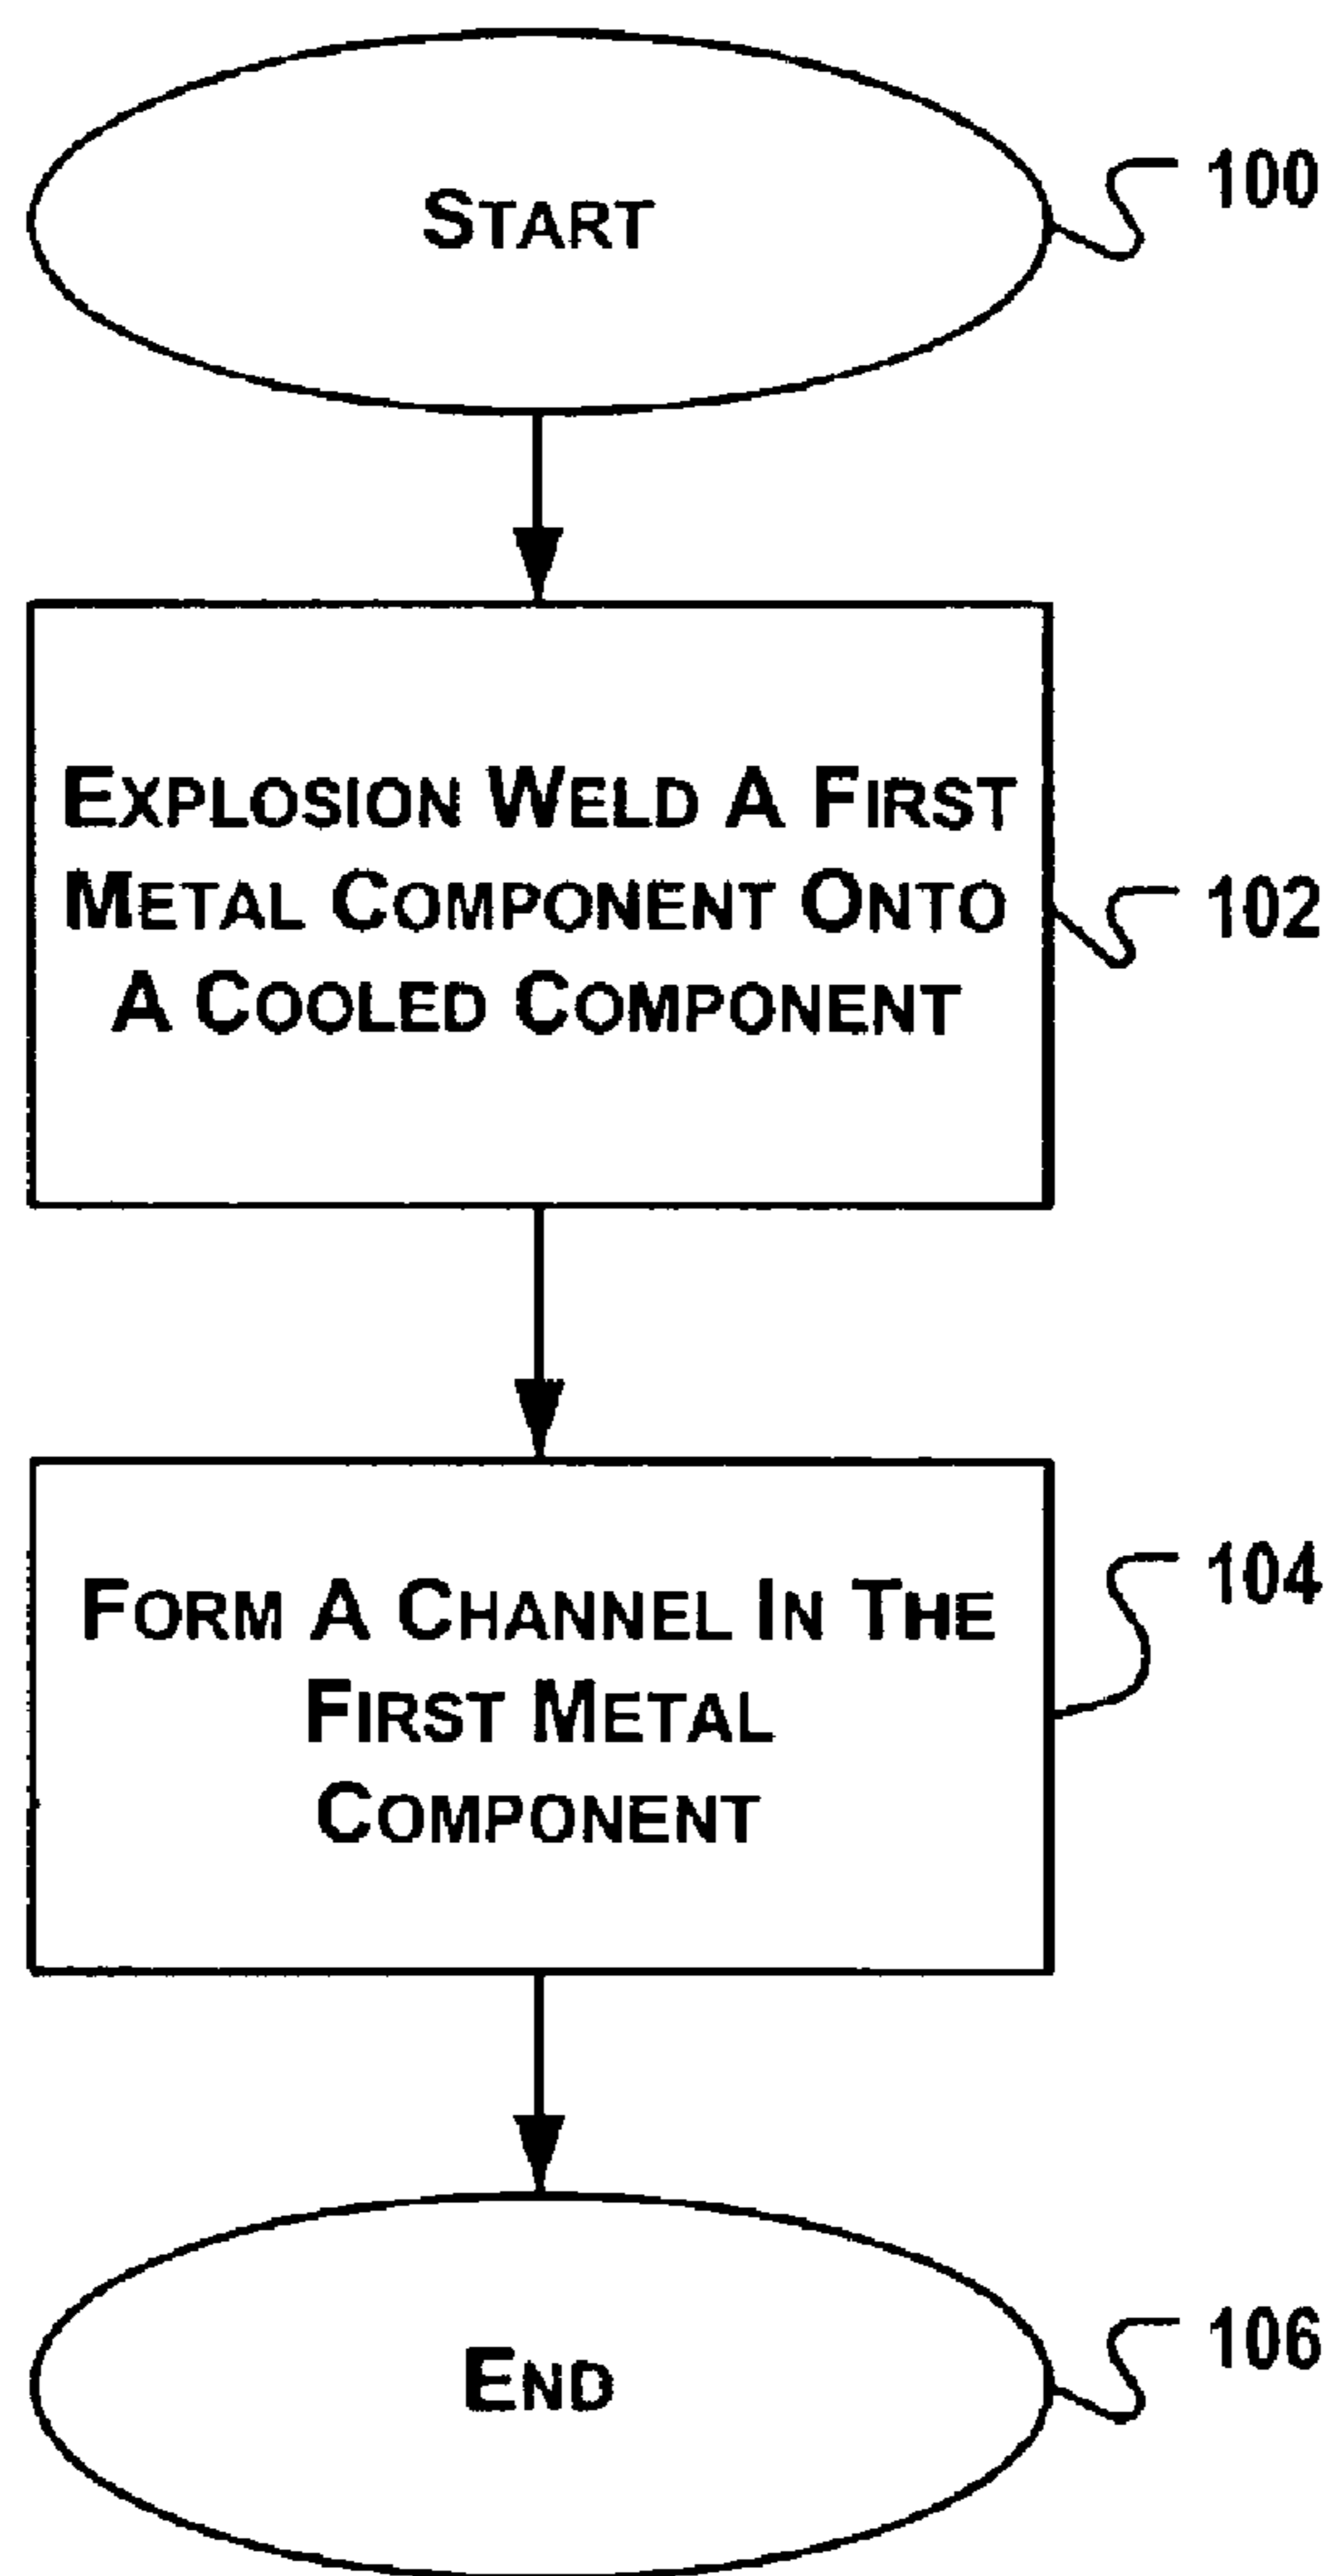 START
100
EXPLOSION WELD A FIRST
METAL COMPONENT ONTO
A COOLED COMPONENT
102
FORM A CHANNEL IN THE
FIRST METAL
COMPONENT
104
END
106